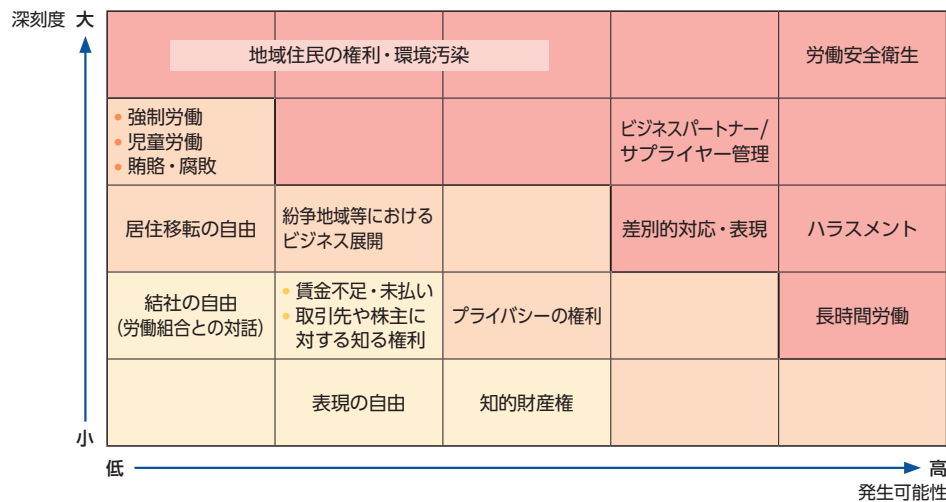 深刻度 大
地域住民の権利・環境汚染
労働安全衛生
• 強制労働
• 児童労働
• 賄賂・腐敗
ビジネスパートナー/
サプライヤー管理
居住移転の自由
紛争地域等における
ビジネス展開
差別的対応・表現
ハラスメント
結社の自由
(労働組合との対話)
• 賃金不足・未払い
• 取引先や株主に
対する知る権利
プライバシーの権利
長時間労働
表現の自由
知的財産権
小
低
高
発生可能性